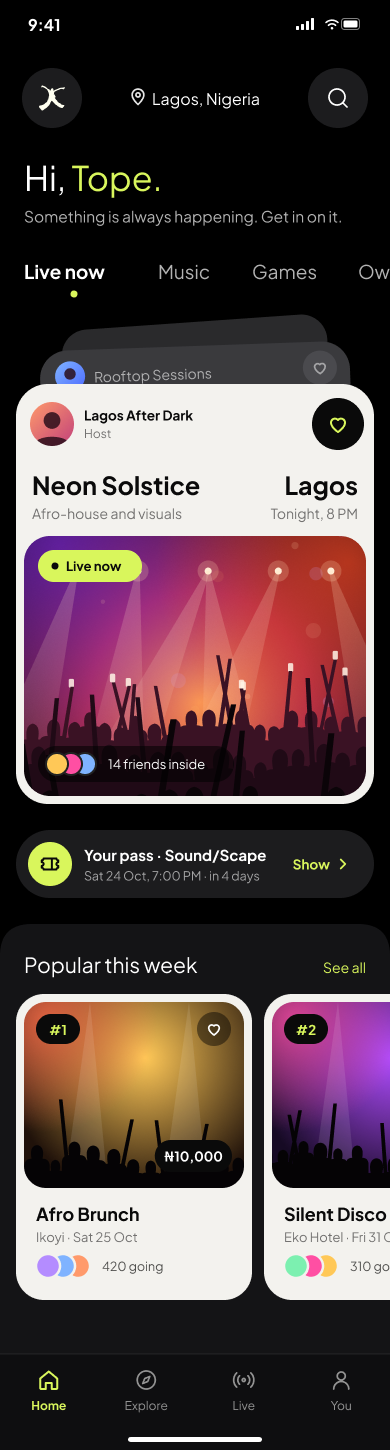 9:41
Lagos, Nigeria
Hi, Tope.
Something is always happening. Get in on it.
Live now Music Games Ow
Rooftop Sessions
Lagos After Dark
Host
Neon Solstice Lagos
Afro-house and visuals Tonight, 8 PM
Live now
14 friends inside
Your pass · Sound/Scape
Sat 24 Oct, 7:00 PM · in 4 days
Show
Popular this week See all
#1
₦10,000
Afro Brunch
Ikoyi · Sat 25 Oct
420 going
#2
Silent Disco
Eko Hotel · Fri 31 O
310 go
Home Explore Live You